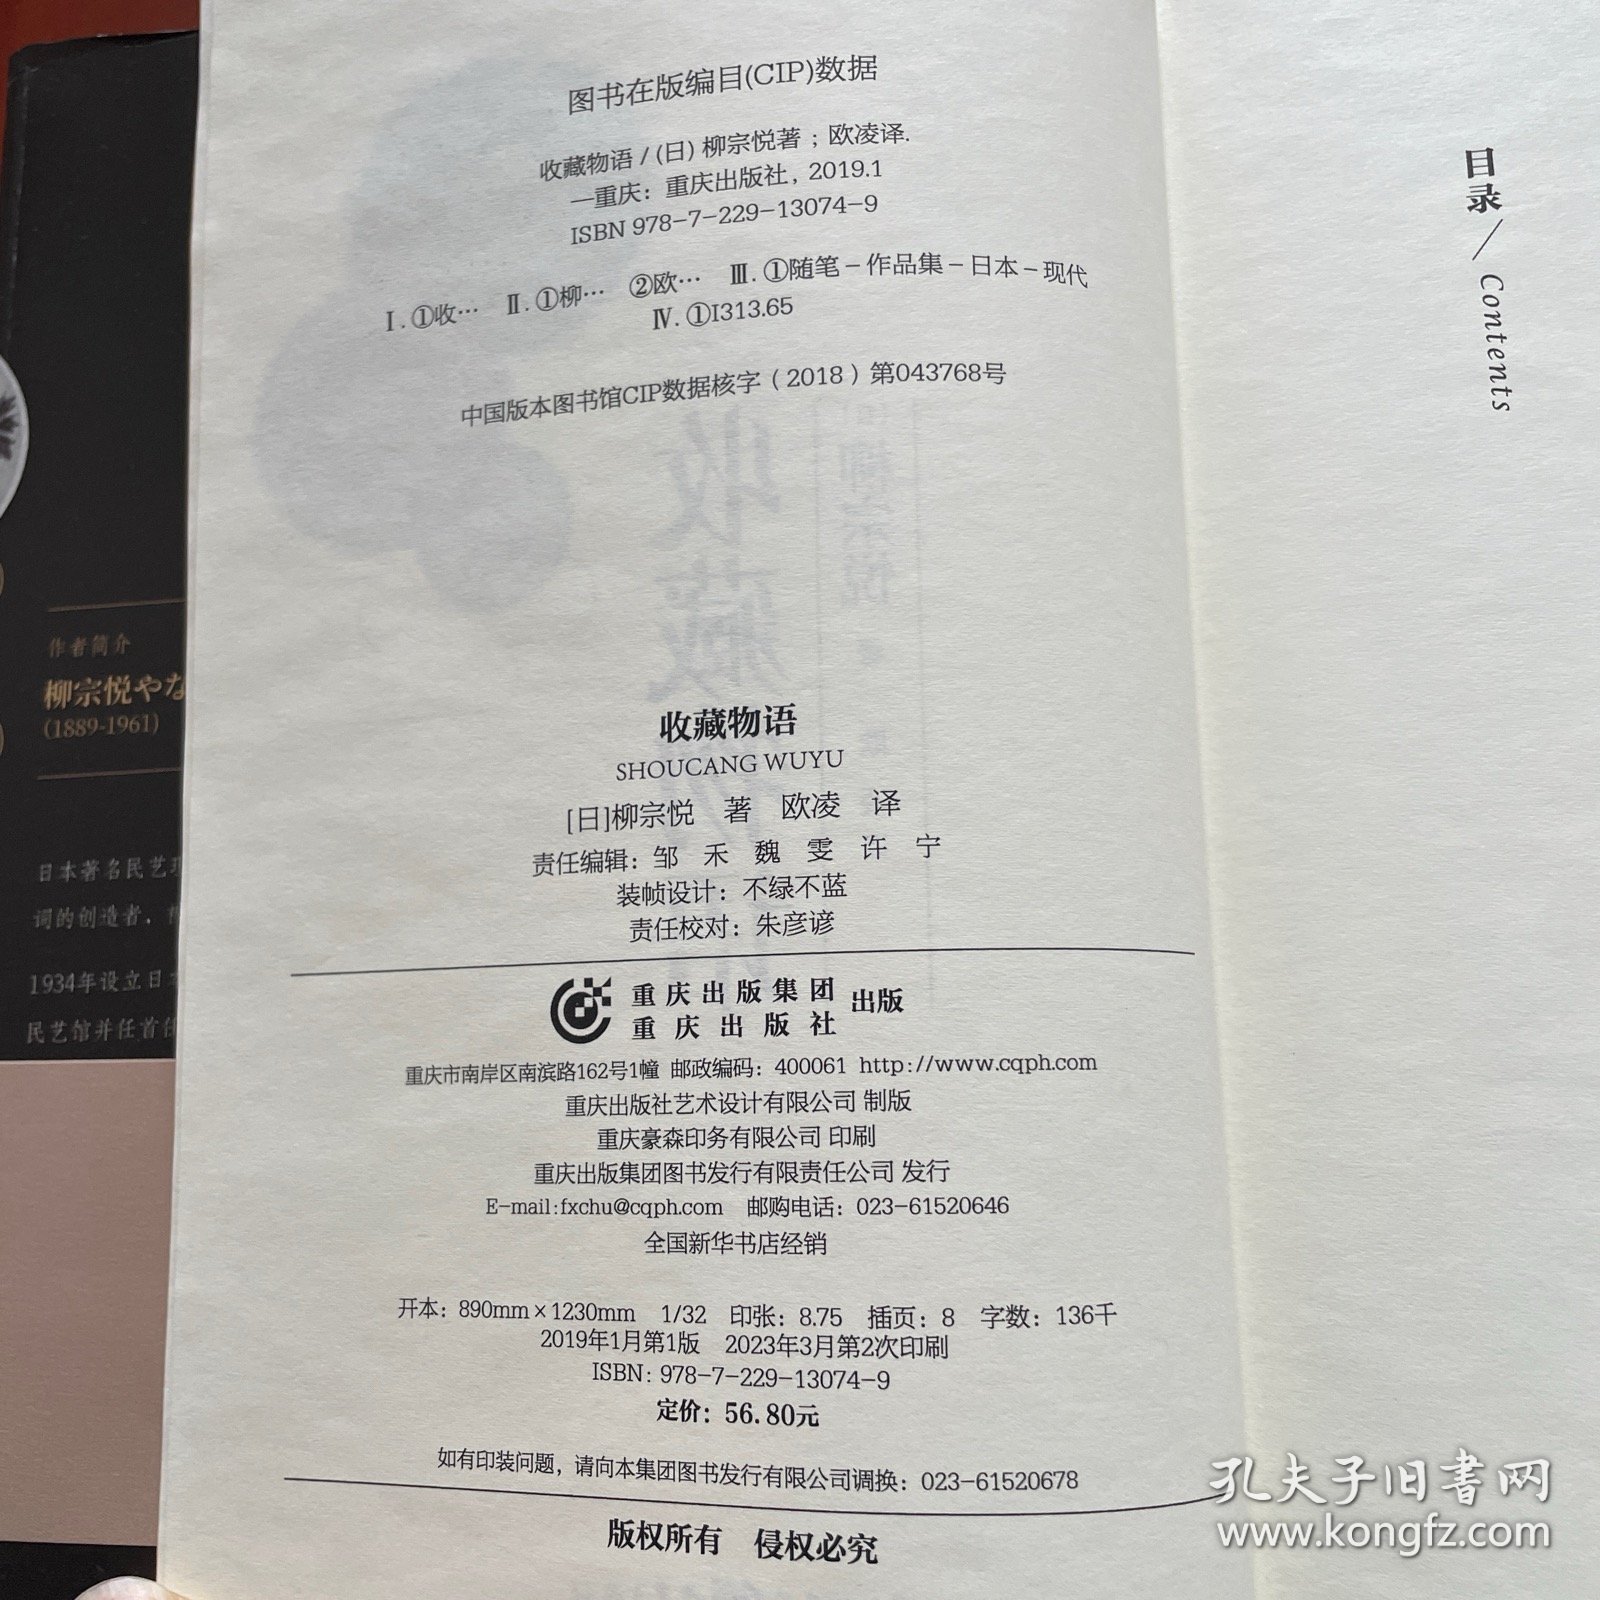 图书在版编目(CIP)数据
收藏物语 / (日) 柳宗悦著 ; 欧凌译.
—重庆: 重庆出版社, 2019.1
ISBN 978-7-229-13074-9
Ⅰ. ①收… Ⅱ. ①柳… ②欧… Ⅲ. ①随笔-作品集-日本-现代
Ⅳ. ①I313.65
中国版本图书馆CIP数据核字 ( 2018 ) 第043768号
收藏物语
SHOUCANG WUYU
[日]柳宗悦 著 欧凌 译
责任编辑: 邹 禾 魏 雯 许 宁
装帧设计: 不绿不蓝
责任校对: 朱彦谚
重庆出版集团
重庆出版社
出版
重庆市南岸区南滨路162号1幢 邮政编码: 400061 http://www.cqph.com
重庆出版社艺术设计有限公司 制版
重庆豪森印务有限公司 印刷
重庆出版集团图书发行有限责任公司 发行
E-mail:fxchu@cqph.com 邮购电话: 023-61520646
全国新华书店经销
开本: 890mm×1230mm 1/32 印张: 8.75 插页: 8 字数: 136千
2019年1月第1版 2023年3月第2次印刷
ISBN: 978-7-229-13074-9
定价: 56.80元
如有印装问题, 请向本集团图书发行有限公司调换: 023-61520678
版权所有 侵权必究
目录 / Contents
作者简介
柳宗悦やな
(1889-1961)
日本著名民艺
词的创造者,
1934年设立日
民艺馆并任首
孔夫子旧书网
www.kongfz.com